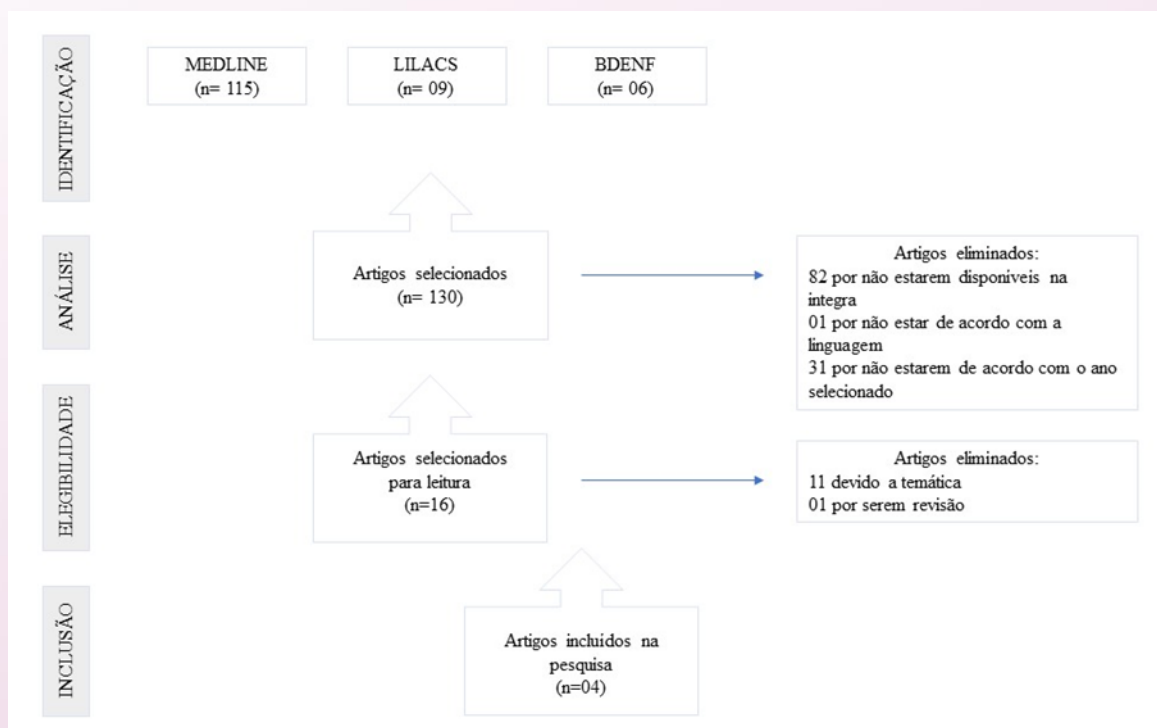 IDENTIFICAÇÃO
MEDLINE
(n= 115)
LILACS
(n= 09)
BDENF
(n= 06)
ANÁLISE
Artigos selecionados
(n= 130)
Artigos eliminados:
82 por não estarem disponíveis na
integra
01 por não estar de acordo com a
linguagem
31 por não estarem de acordo com o ano
selecionado
ELEGIBILIDADE
Artigos selecionados
para leitura
(n=16)
Artigos eliminados:
11 devido a temática
01 por serem revisão
INCLUSÃO
Artigos incluídos na
pesquisa
(n=04)